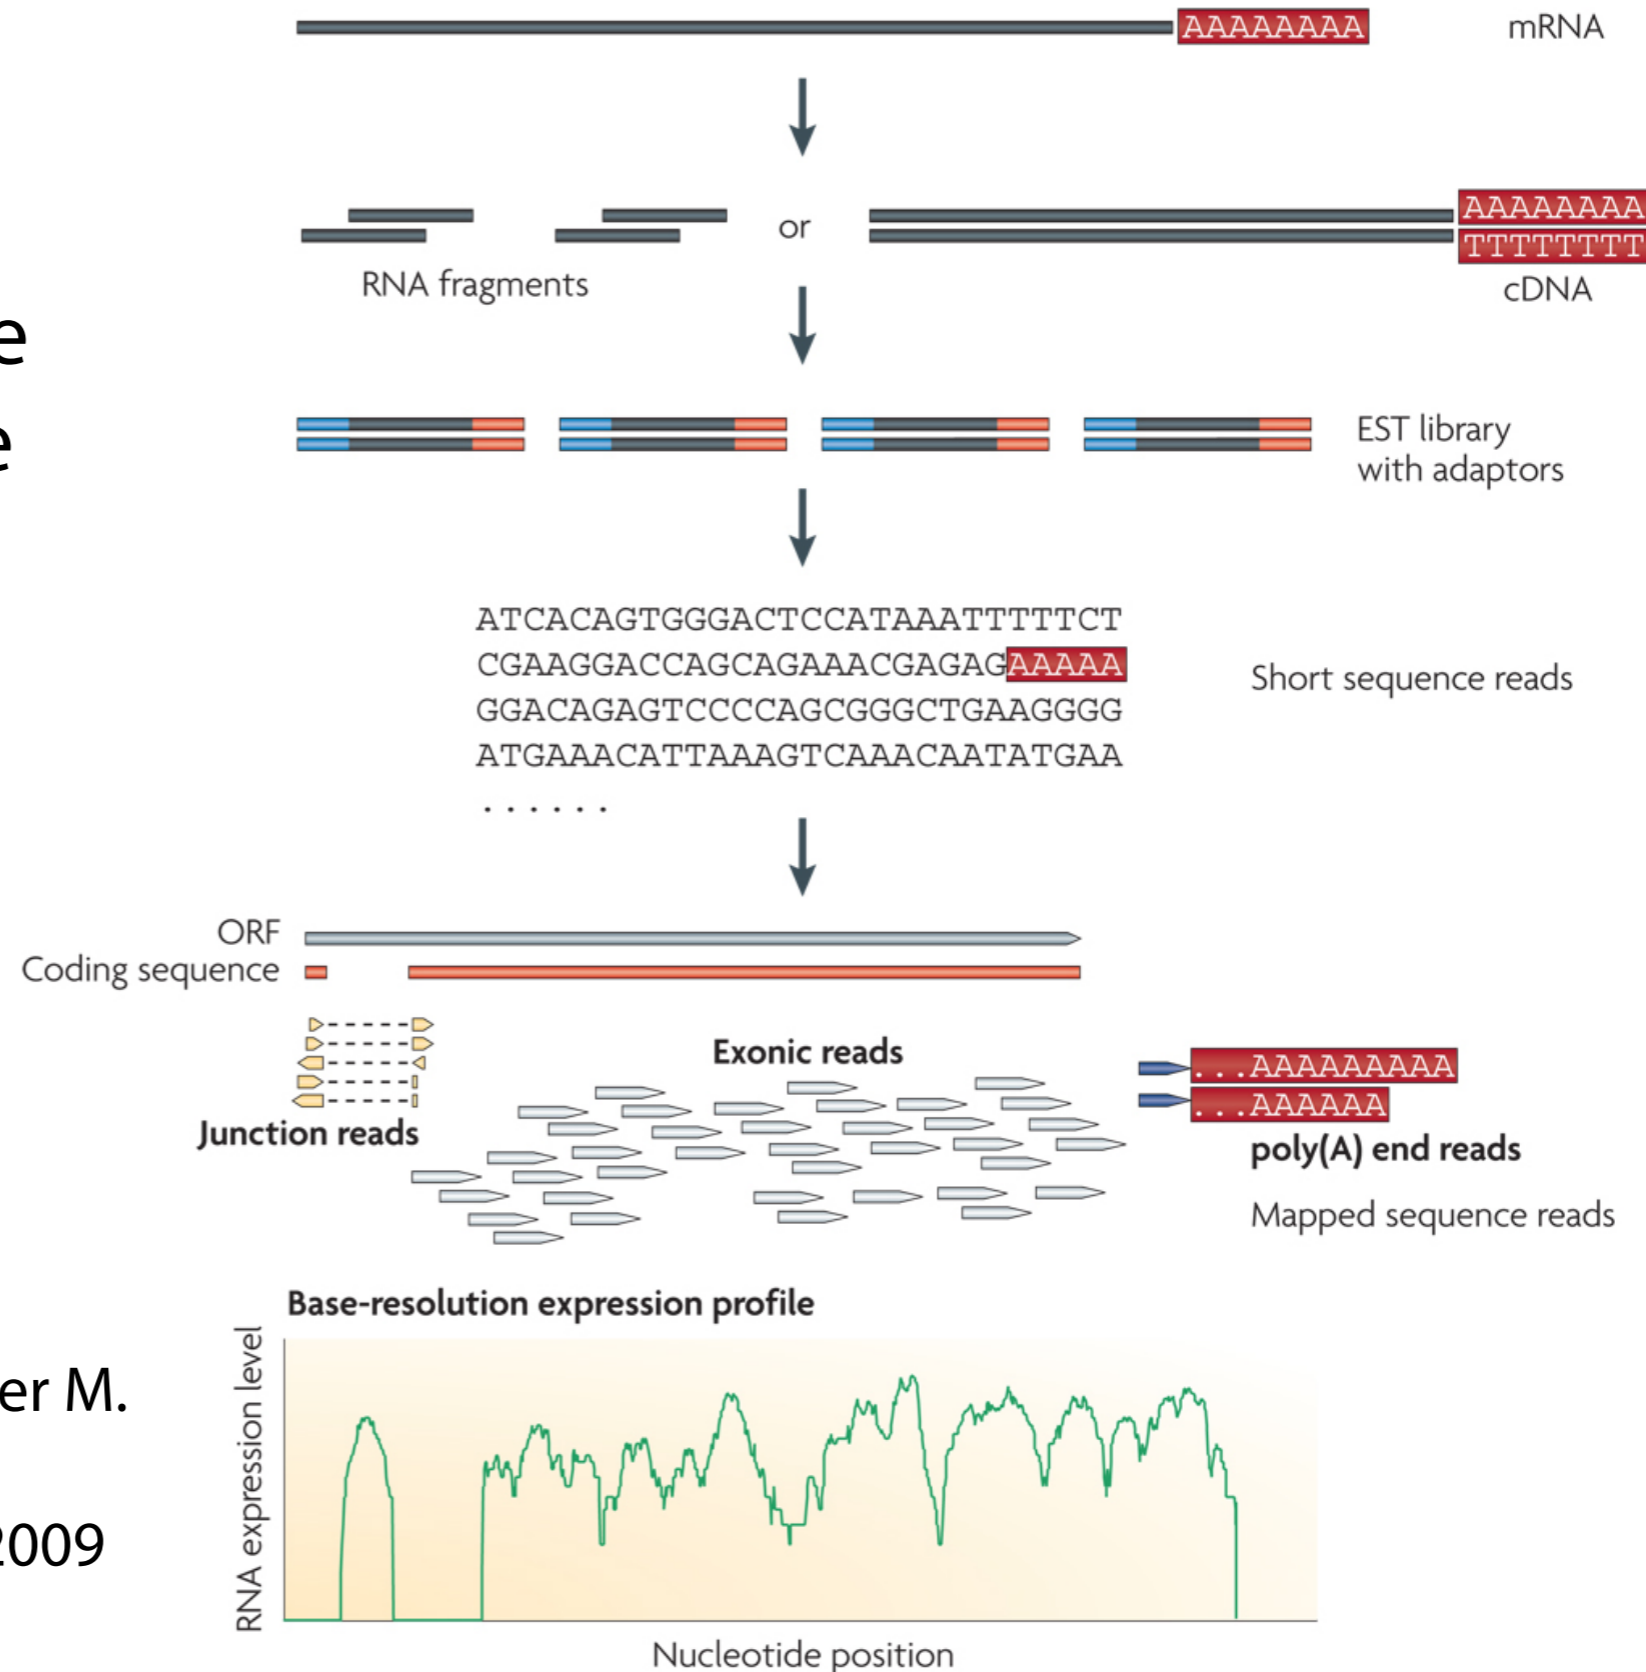 AAAAAAAA mRNA
AAAAAAAA
or
TTTTTTTT
RNA fragments
cDNA
e
e
EST library
with adaptors
ATCACAGTGGGACTCCATAAATTTTTCT
CGAAGGACCAGCAGAAACGAGAGAAAAA
Short sequence reads
GGACAGAGTCCCCAGCGGGCTGAAGGGG
ATGAAACATTAAAGTCAAACAATATGAA
......
ORF
Coding sequence
Exonic reads
...AAAAAAAAA
...AAAAAA
Junction reads
poly(A) end reads
Mapped sequence reads
Base-resolution expression profile
RNA expression level
er M.
2009
Nucleotide position